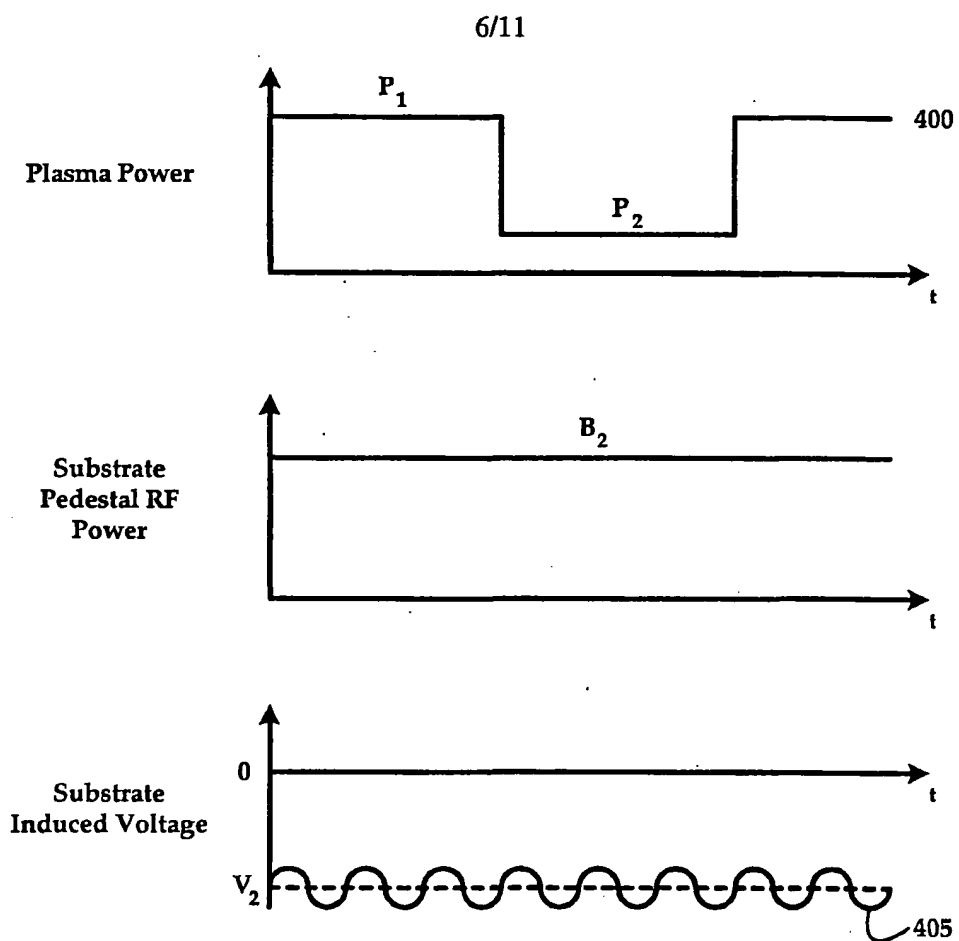 6/11
P1
400
Plasma Power
P2
t
B2
Substrate
Pedestal RF
Power
t
0
t
Substrate
Induced Voltage
V2
405